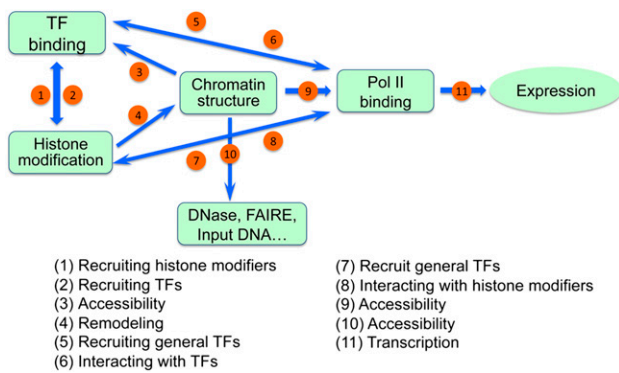 TF
binding
5
6
3
1
2
Chromatin
structure
9
Pol II
binding
11
Expression
4
Histone
modification
7
10
8
DNase, FAIRE,
Input DNA...
(1) Recruiting histone modifiers
(2) Recruiting TFs
(3) Accessibility
(4) Remodeling
(5) Recruiting general TFs
(6) Interacting with TFs
(7) Recruit general TFs
(8) Interacting with histone modifiers
(9) Accessibility
(10) Accessibility
(11) Transcription